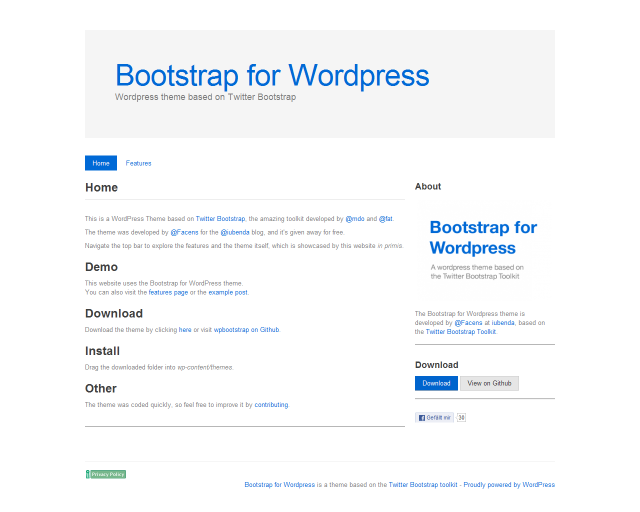 Bootstrap for Wordpress
Wordpress theme based on Twitter Bootstrap
Home
Features
Home
This is a WordPress Theme based on Twitter Bootstrap, the amazing toolkit developed by @mdo and @fat.
The theme was developed by @Facens for the @iubenda blog, and it's given away for free
Navigate the top bar to explore the features and the theme itself, which is showcased by this website in primis.
Demo
This website uses the Bootstrap for WordPress theme.
You can also visit the features page or the example post.
Download
Download the theme by clicking here or visit wpbootstrap on Github.
Install
Drag the downloaded folder into wp-content/themes.
Other
The theme was coded quickly, so feel free to improve it by contributing.
About
Bootstrap for
Wordpress
A wordpress theme based on
the Twitter Bootstrap Toolkit
The Bootstrap for Wordpress theme is
developed by @Facens at iubenda, based on
the Twitter Bootstrap Toolkit.
Download
Download
View on Github
Gefällt mir
30
Privacy Policy
Bootstrap for Wordpress is a theme based on the Twitter Bootstrap toolkit - Proudly powered by WordPress